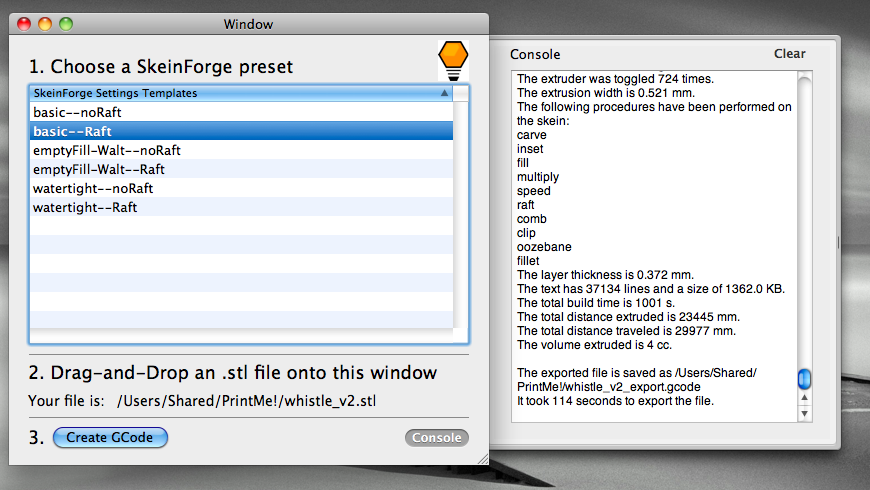 Window
1. Choose a SkeinForge preset
SkeinForge Settings Templates
basic--noRaft
basic--Raft
emptyFill-Walt--noRaft
emptyFill-Walt--Raft
watertight--noRaft
watertight--Raft
2. Drag-and-Drop an .stl file onto this window
Your file is: /Users/Shared/PrintMe!/whistle_v2.stl
3. Create GCode
Console
Console
Clear
The extruder was toggled 724 times.
The extrusion width is 0.521 mm.
The following procedures have been performed on
the skein:
carve
inset
fill
multiply
speed
raft
comb
clip
oozebane
fillet
The layer thickness is 0.372 mm.
The text has 37134 lines and a size of 1362.0 KB.
The total build time is 1001 s.
The total distance extruded is 23445 mm.
The total distance traveled is 29977 mm.
The volume extruded is 4 cc.
The exported file is saved as /Users/Shared/
PrintMe!/whistle_v2_export.gcode
It took 114 seconds to export the file.